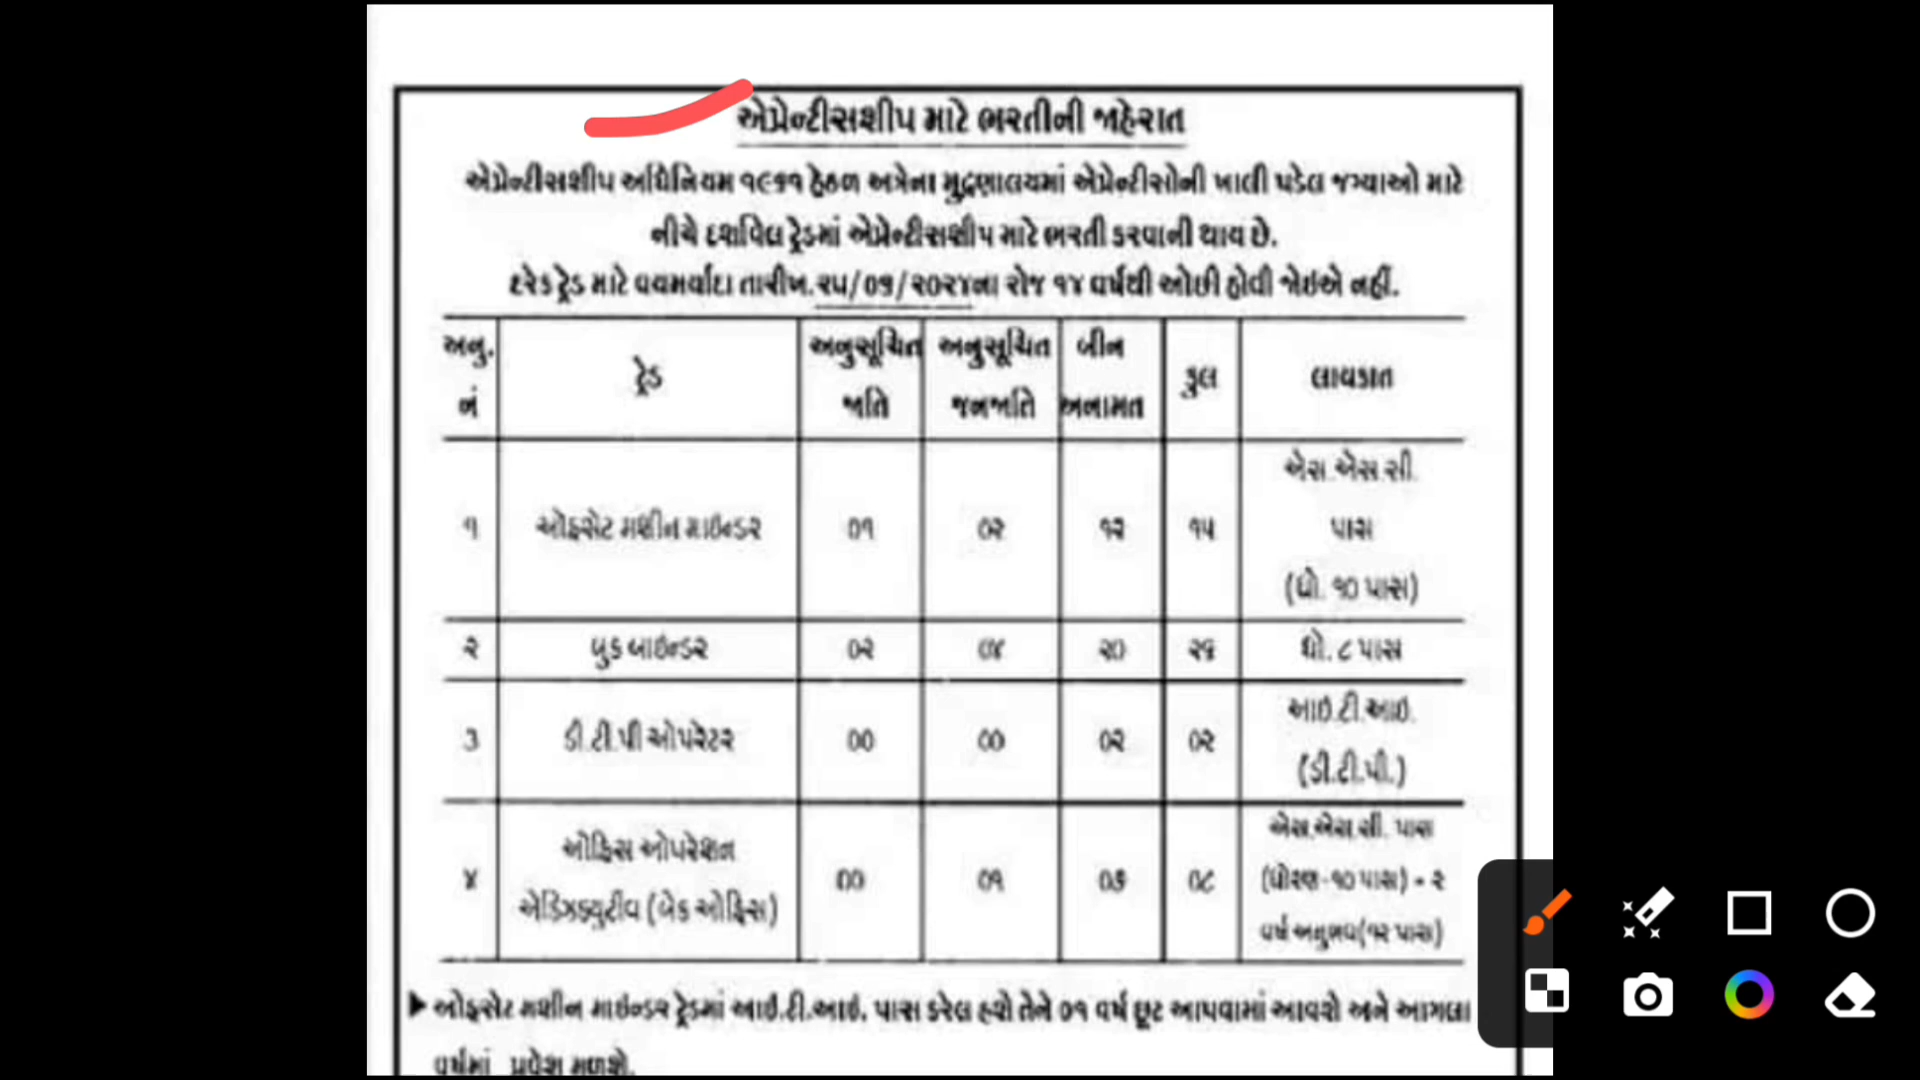 એપ્રેન્ટીસશીપ માટે ભરતીની જાહેરાત
એપ્રેન્ટીસશીપ અધિનિયમ ૧૯૬૧ હેઠળ અત્રેના મુદ્રણાલયમાં એપ્રેન્ટીસોની ખાલી પડેલ જગ્યાઓ માટે
નીચે દર્શાવેલ ટ્રેડમાં એપ્રેન્ટીસશીપ માટે ભરતી કરવાની થાય છે.
દરેક ટ્રેડ માટે વયમર્યાદા તારીખ.૨૫/૦૬/૨૦૨૪ના રોજ ૧૪ વર્ષથી ઓછી હોવી જોઇએ નહીં.
અનુ. નં | ટ્રેડ | અનુસૂચિત જાતિ | અનુસૂચિત જનજાતિ | બીન અનામત | કુલ | લાયકાત
૧ | ઓફસેટ મશીન માઇન્ડર | ૦૧ | ૦૨ | ૧૨ | ૧૫ | એસ.એસ.સી. પાસ (ધો. ૧૦ પાસ)
૨ | બુક બાઇન્ડર | ૦૨ | ૦૪ | ૨૦ | ૨૬ | ધો. ૮ પાસ
૩ | ડી.ટી.પી ઓપરેટર | ૦૦ | ૦૦ | ૦૨ | ૦૨ | આઇ.ટી.આઇ. (ડી.ટી.પી.)
૪ | ઓફિસ ઓપરેશન એક્ઝિક્યુટીવ (બેક ઓફિસ) | ૦૦ | ૦૧ | ૦૭ | ૦૮ | એસ.એસ.સી. પાસ (ધોરણ-૧૦ પાસ) - ૨ વર્ષ અનુભવ(૧૨ પાસ)
▶ ઓફસેટ મશીન માઇન્ડર ટ્રેડમાં આઇ.ટી.આઇ. પાસ કરેલ હશે તેને ૦૧ વર્ષ છૂટ આપવામાં આવશે અને આગલા
વર્ષમાં પ્રવેશ મળશે.